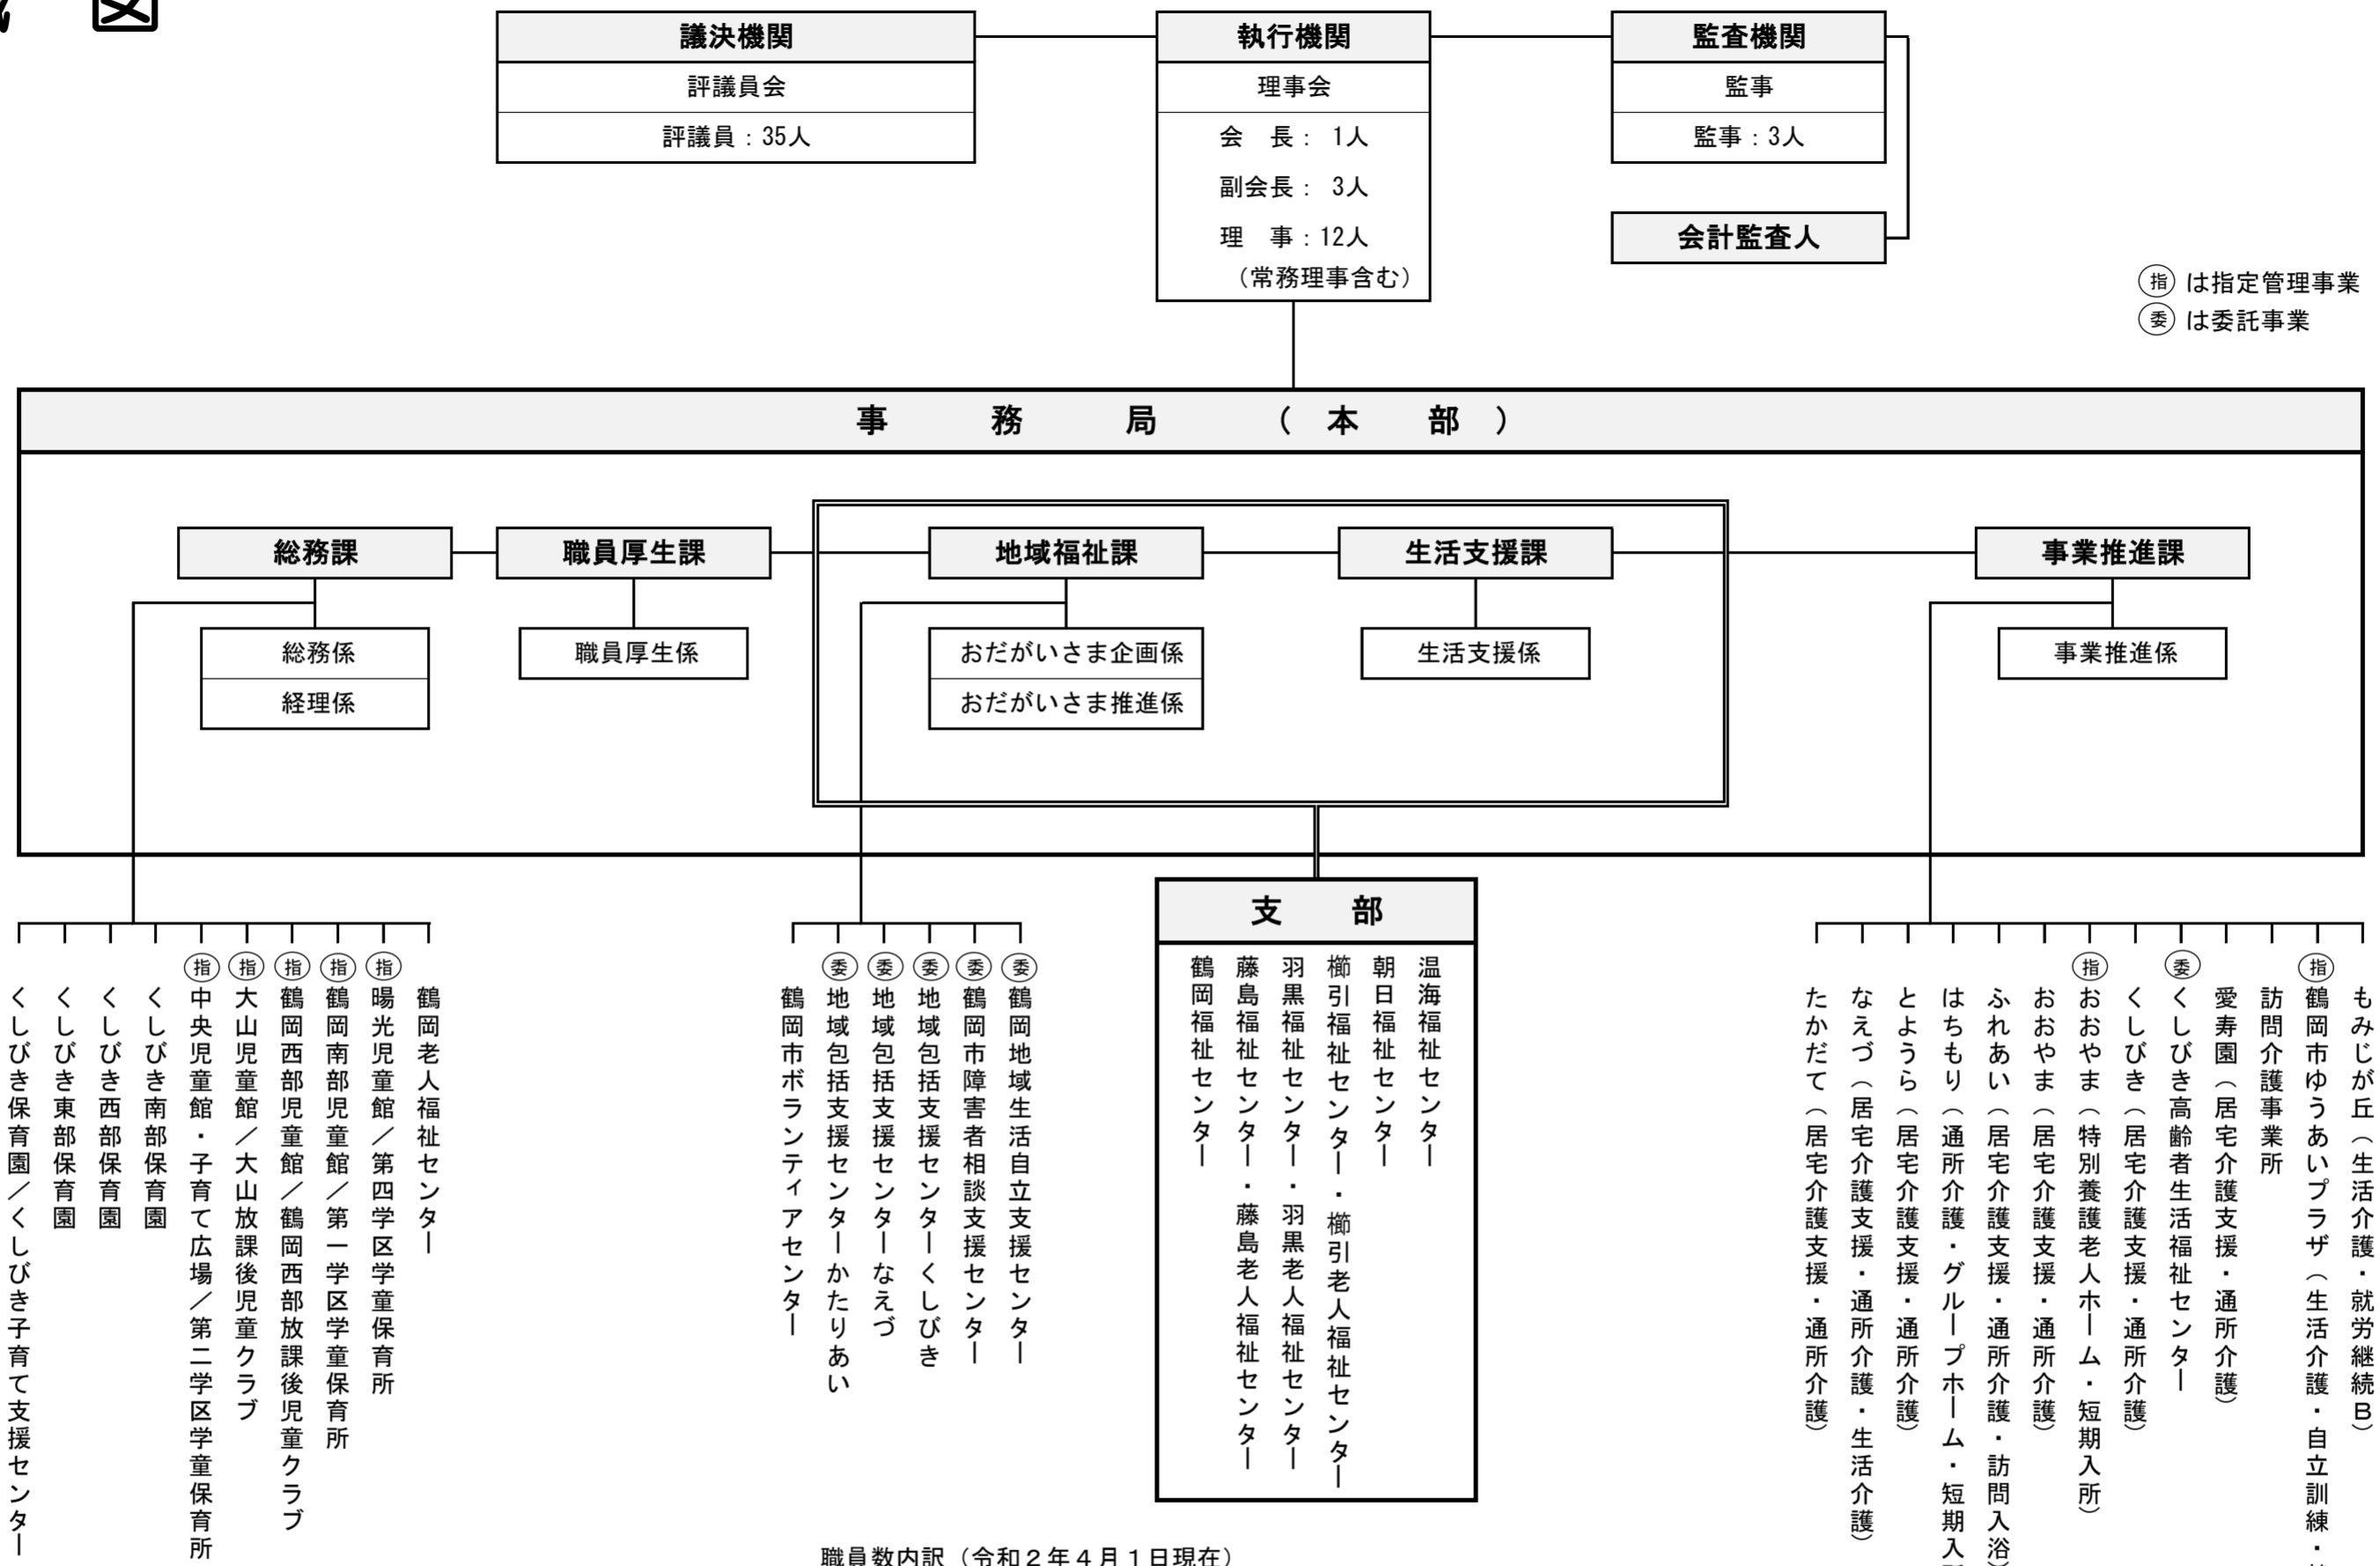 図
議決機関
評議員会
評議員：35人
執行機関
理事会
会　長： 1人
副会長： 3人
理　事：12人
（常務理事含む）
監査機関
監事
監事：3人
会計監査人
指 は指定管理事業
委 は委託事業
事　務　局　（　本　部　）
総務課
職員厚生課
地域福祉課
生活支援課
事業推進課
総務係
経理係
職員厚生係
おだがいさま企画係
おだがいさま推進係
生活支援係
事業推進係
くしびき保育園／くしびき子育て支援センター
くしびき東部保育園
くしびき西部保育園
くしびき南部保育園
指 中央児童館・子育て広場／第二学区学童保育所
指 大山児童館／大山放課後児童クラブ
指 鶴岡西部児童館／鶴岡西部放課後児童クラブ
指 鶴岡南部児童館／第一学区学童保育所
指 暘光児童館／第四学区学童保育所
鶴岡老人福祉センター
鶴岡市ボランティアセンター
委 地域包括支援センターかたりあい
委 地域包括支援センターなえづ
委 地域包括支援センターくしびき
委 鶴岡市障害者相談支援センター
委 鶴岡地域生活自立支援センター
支　部
鶴岡福祉センター
藤島福祉センター・藤島老人福祉センター
羽黒福祉センター・羽黒老人福祉センター
櫛引福祉センター・櫛引老人福祉センター
朝日福祉センター
温海福祉センター
たかだて（居宅介護支援・通所介護）
なえづ（居宅介護支援・通所介護・生活介護）
とようら（居宅介護支援・通所介護）
はちもり（通所介護・グループホーム・短期入
ふれあい（居宅介護支援・通所介護・訪問入浴）
おおやま（居宅介護支援・通所介護）
指 おおやま（特別養護老人ホーム・短期入所）
くしびき（居宅介護支援・通所介護）
委 くしびき高齢者生活福祉センター
愛寿園（居宅介護支援・通所介護）
訪問介護事業所
指 鶴岡市ゆうあいプラザ（生活介護・自立訓練・
もみじが丘（生活介護・就労継続Ｂ）
職員数内訳（令和２年４月１日現在）